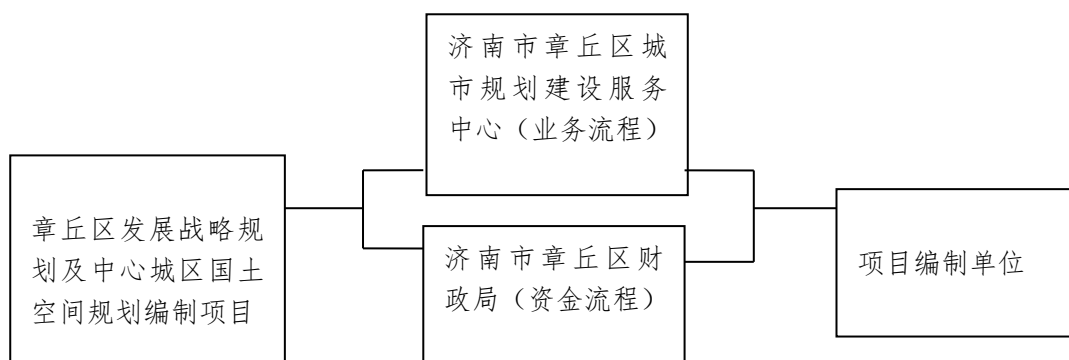 济南市章丘区城
市规划建设服务
中心（业务流程）
章丘区发展战略规
划及中心城区国土
空间规划编制项目
济南市章丘区财
政局（资金流程）
项目编制单位